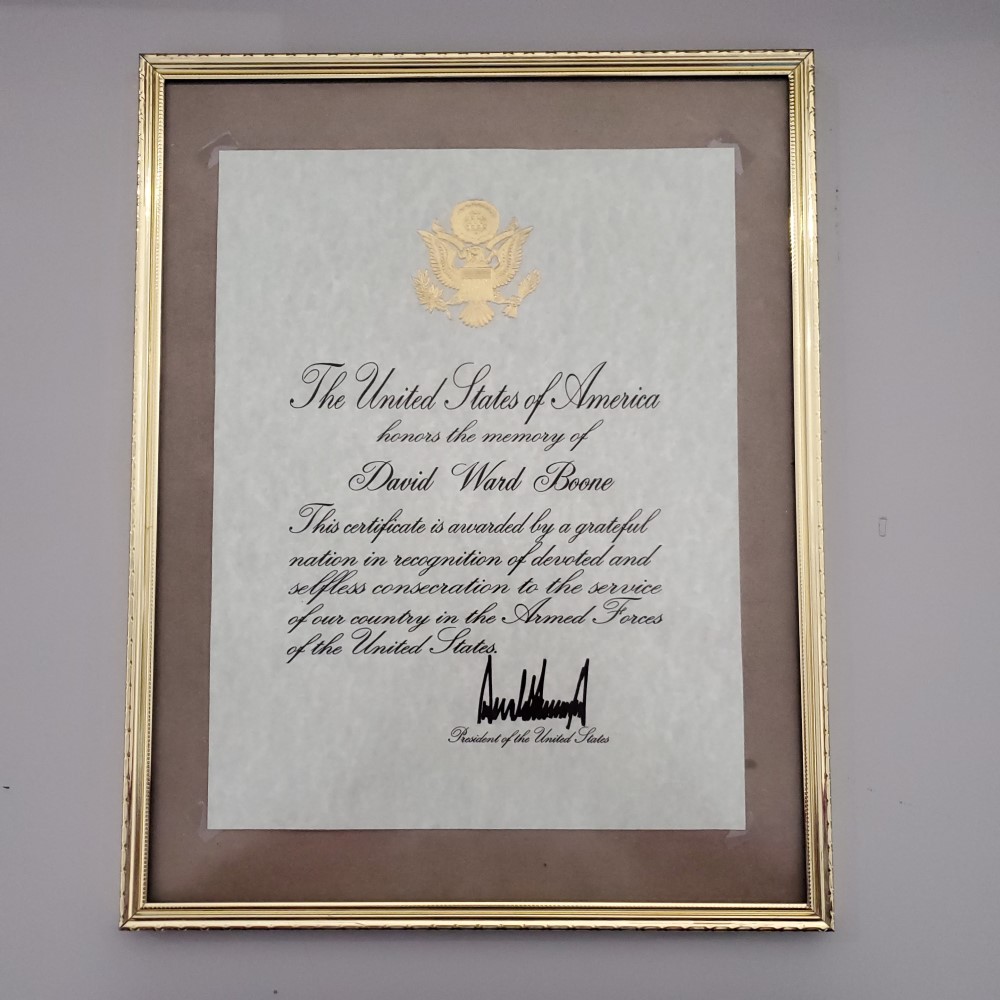 The United States of America
honors the memory of
David Ward Boone
This certificate is awarded by a grateful
nation in recognition of devoted and
selfless consecration to the service
of our country in the Armed Forces
of the United States.
President of the United States